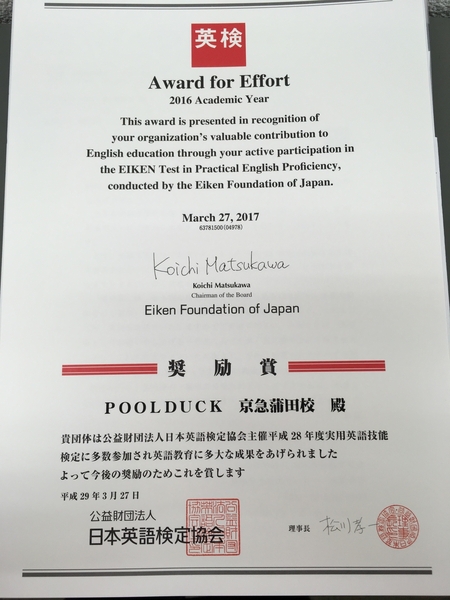 英検
Award for Effort
2016 Academic Year
This award is presented in recognition of
your organization's valuable contribution to
English education through your active participation in
the EIKEN Test in Practical English Proficiency,
conducted by the Eiken Foundation of Japan.
March 27, 2017
63781500(04978)
Koichi Matsukawa
Koichi Matsukawa
Chairman of the Board
Eiken Foundation of Japan
奨励賞
POOLDUCK 京急蒲田校 殿
貴団体は公益財団法人日本英語検定協会主催平成28年度実用英語技能
検定に多数参加され英語教育に多大な成果をあげられました
よって今後の奨励のためこれを賞します
平成29年3月27日
公益財団法人
日本英語検定協会
理事長 松川孝一